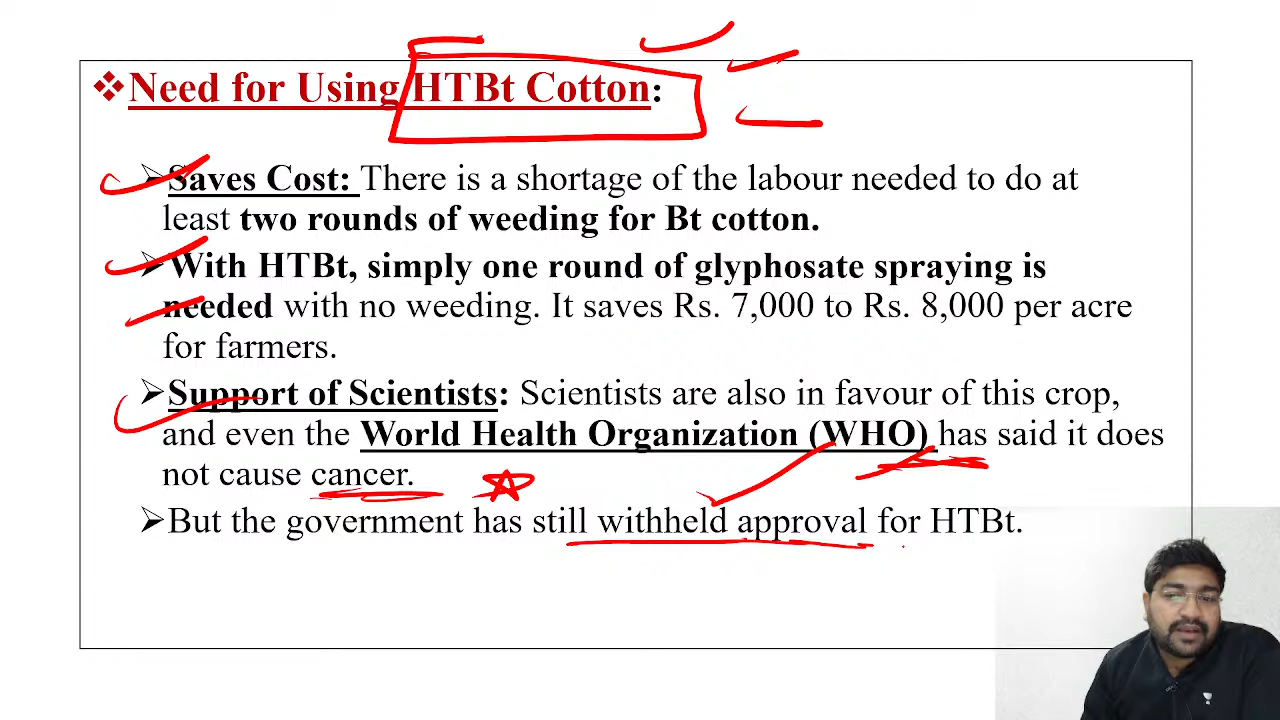 ❖Need for Using HTBt Cotton:
➢Saves Cost: There is a shortage of the labour needed to do at
least two rounds of weeding for Bt cotton.
➢With HTBt, simply one round of glyphosate spraying is
needed with no weeding. It saves Rs. 7,000 to Rs. 8,000 per acre
for farmers.
➢Support of Scientists: Scientists are also in favour of this crop,
and even the World Health Organization (WHO) has said it does
not cause cancer.
➢But the government has still withheld approval for HTBt.